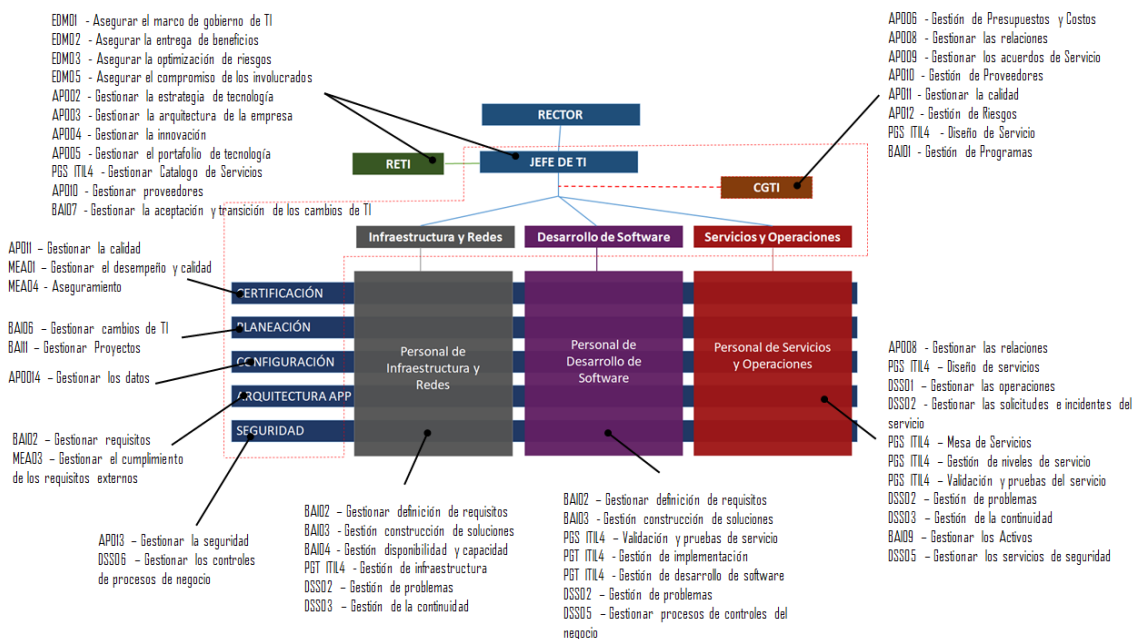 EDM01 - Asegurar el marco de gobierno de TI
EDM02 - Asegurar la entrega de beneficios
EDM03 - Asegurar la optimización de riesgos
EDM05 - Asegurar el compromiso de los involucrados
APO02 - Gestionar la estrategia de tecnología
APO03 - Gestionar la arquitectura de la empresa
APO04 - Gestionar la innovación
APO05 - Gestionar el portafolio de tecnología
PGS ITIL4 - Gestionar Catalogo de Servicios
APO10 - Gestionar proveedores
BAI07 - Gestionar la aceptación y transición de los cambios de TI
APO06 - Gestión de Presupuestos y Costos
APO08 - Gestionar las relaciones
APO09 - Gestionar los acuerdos de Servicio
APO10 - Gestión de Proveedores
APO11 - Gestionar la calidad
APO12 - Gestión de Riesgos
PGS ITIL4 - Diseño de Servicio
BAI01 - Gestión de Programas
RECTOR
RETI
JEFE DE TI
CGTI
Infraestructura y Redes
Desarrollo de Software
Servicios y Operaciones
APO11 – Gestionar la calidad
MEA01 – Gestionar el desempeño y calidad
MEA04 - Aseguramiento
BAI06 – Gestionar cambios de TI
BAI11 – Gestionar Proyectos
APO014 – Gestionar los datos
BAI02 – Gestionar requisitos
MEA03 – Gestionar el cumplimiento
de los requisitos externos
APO13 – Gestionar la seguridad
DSS06 – Gestionar los controles
de procesos de negocio
CERTIFICACIÓN
PLANEACIÓN
CONFIGURACIÓN
ARQUITECTURA APP
SEGURIDAD
Personal de
Infraestructura y
Redes
Personal de
Desarrollo de
Software
Personal de Servicios
y Operaciones
BAI02 – Gestionar definición de requisitos
BAI03 – Gestión construcción de soluciones
BAI04 – Gestión disponibilidad y capacidad
PGT ITIL4 - Gestión de infraestructura
DSS02 – Gestión de problemas
DSS03 – Gestión de la continuidad
BAI02 – Gestionar definición de requisitos
BAI03 - Gestión construcción de soluciones
PGS ITIL4 – Validación y pruebas de servicio
PGT ITIL4 - Gestión de implementación
PGT ITIL4 - Gestión de desarrollo de software
DSS02 – Gestión de problemas
DSS05 – Gestionar procesos de controles del
negocio
APO08 – Gestionar las relaciones
PGS ITIL4 – Diseño de servicios
DSS01 – Gestionar las operaciones
DSS02 – Gestionar las solicitudes e incidentes del
servicio
PGS ITIL4 – Mesa de Servicios
PGS ITIL4 – Gestión de niveles de servicio
PGS ITIL4 – Validación y pruebas del servicio
DSS02 – Gestión de problemas
DSS03 – Gestión de la continuidad
BAI09 – Gestionar los Activos
DSS05 – Gestionar los servicios de seguridad